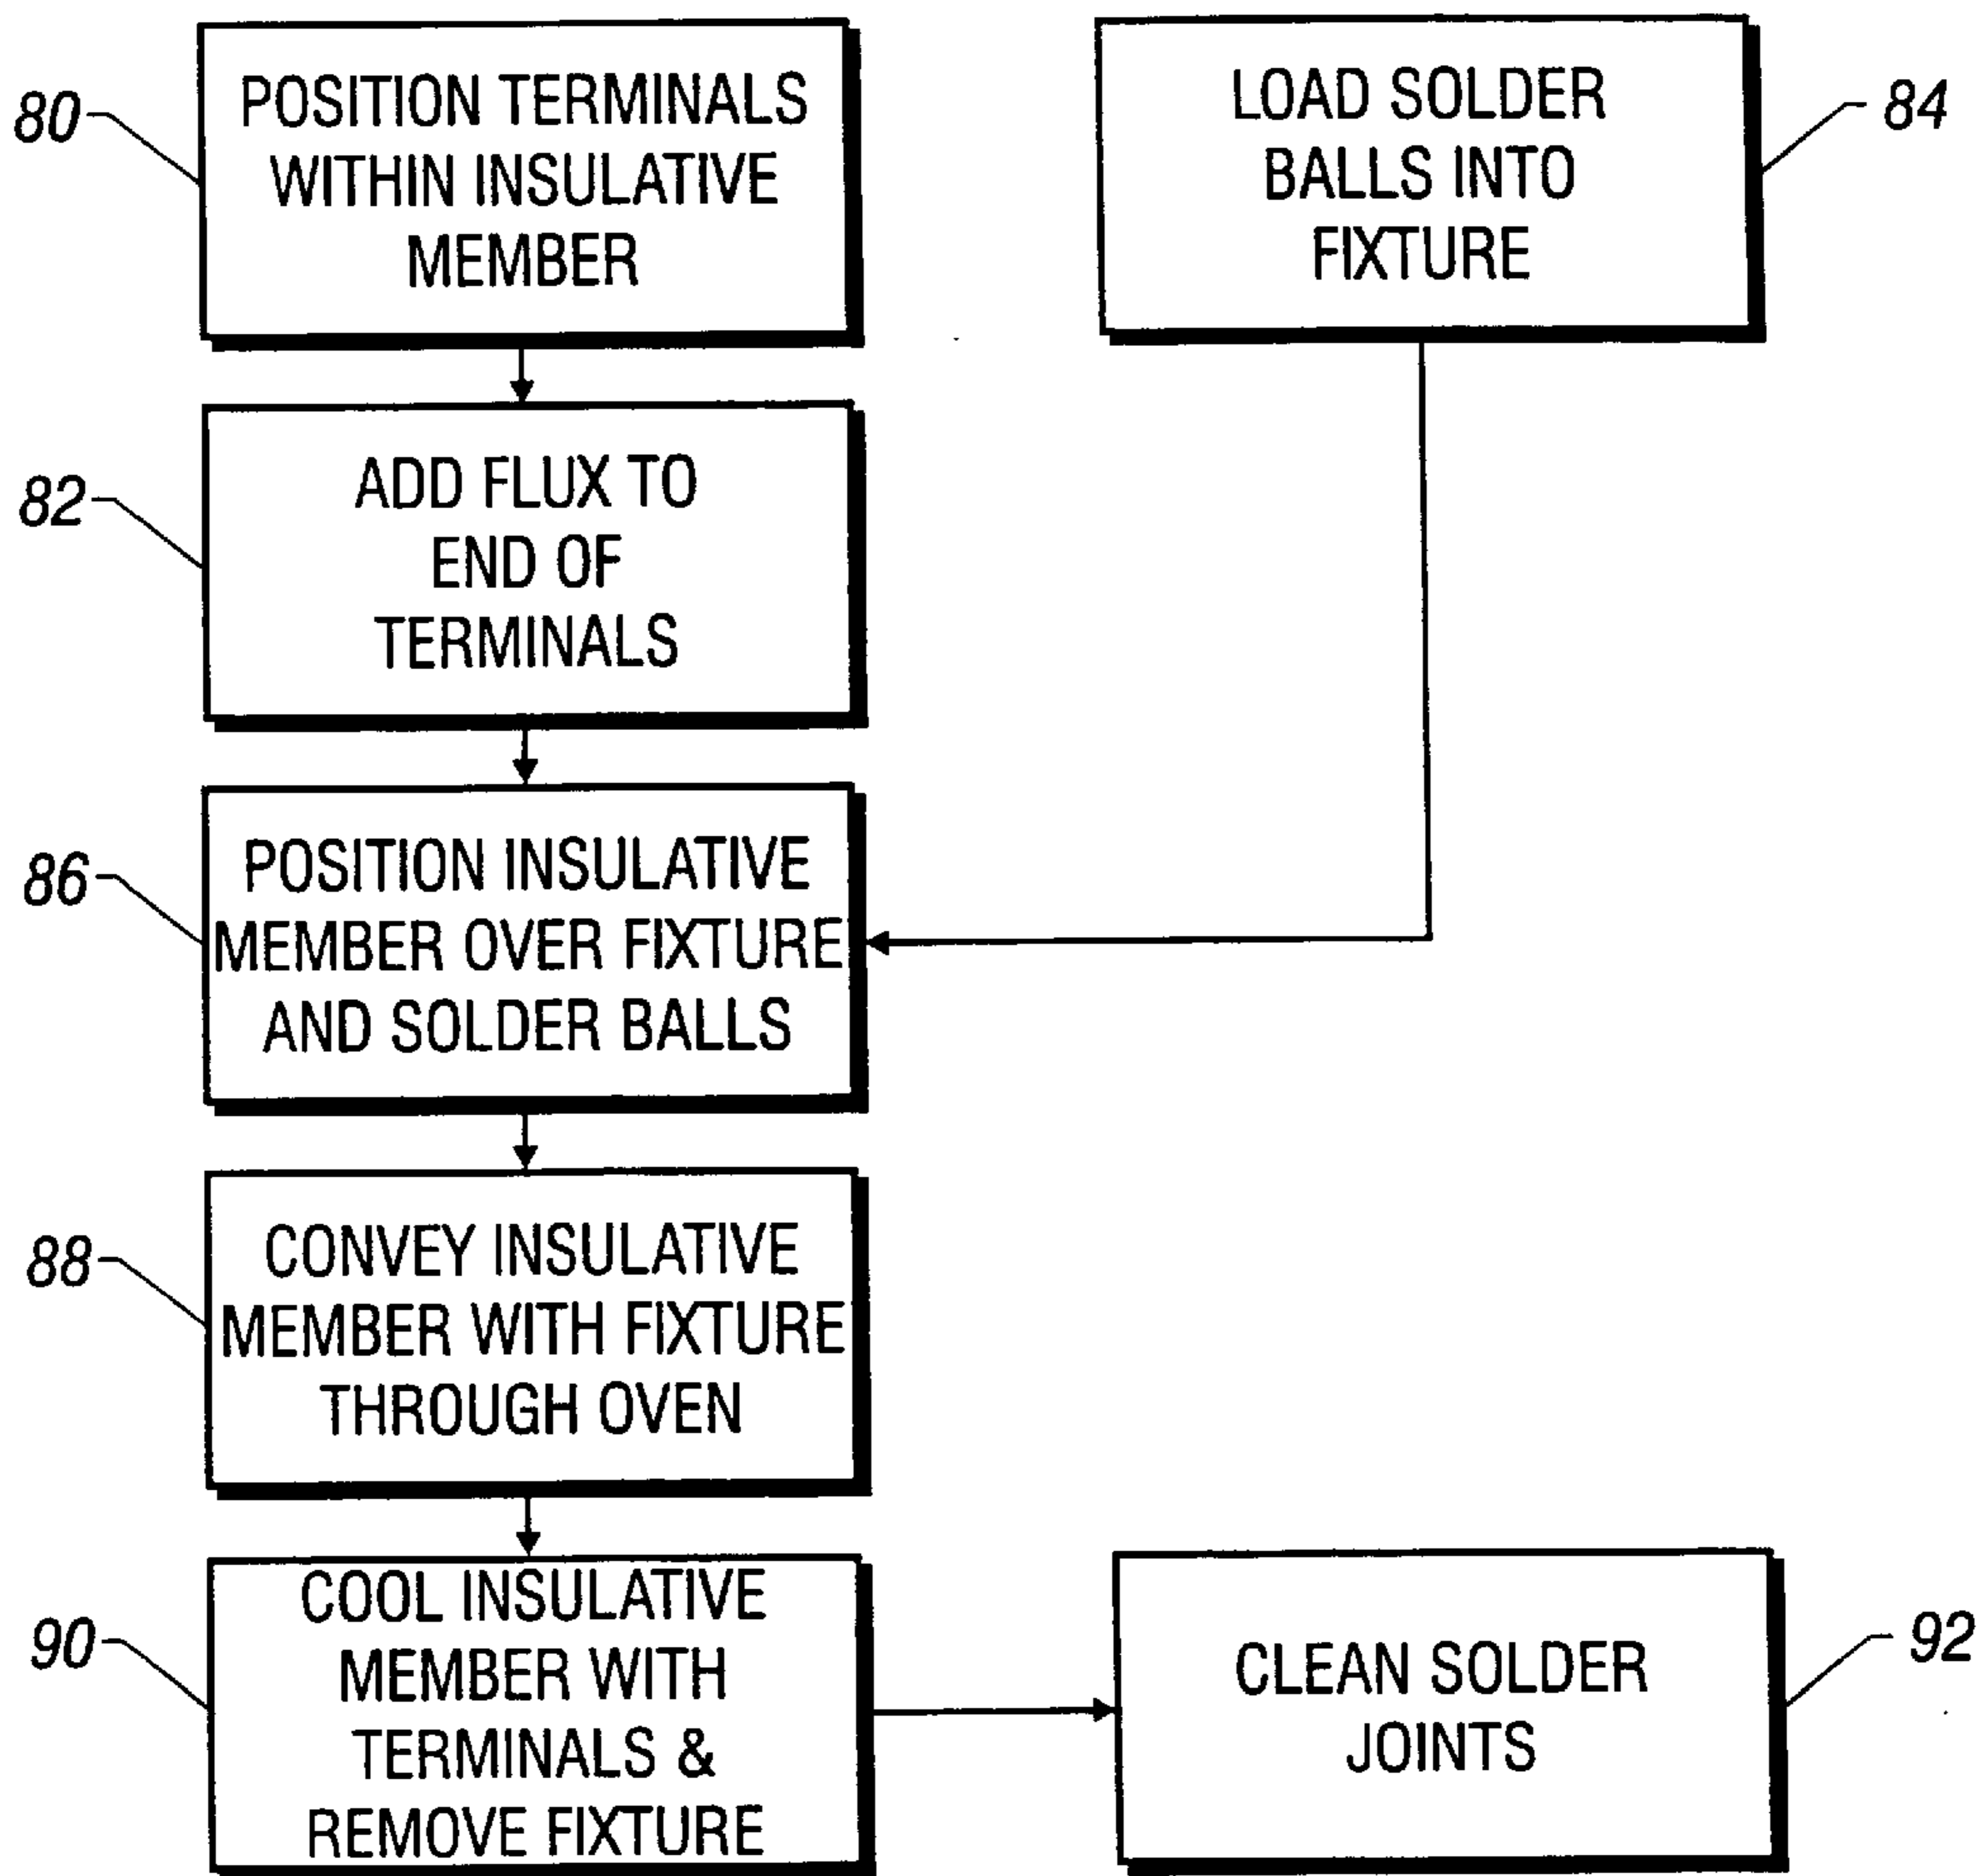 80
POSITION TERMINALS
WITHIN INSULATIVE
MEMBER
LOAD SOLDER
BALLS INTO
FIXTURE
84
82
ADD FLUX TO
END OF
TERMINALS
86
POSITION INSULATIVE
MEMBER OVER FIXTURE
AND SOLDER BALLS
88
CONVEY INSULATIVE
MEMBER WITH FIXTURE
THROUGH OVEN
90
COOL INSULATIVE
MEMBER WITH
TERMINALS &
REMOVE FIXTURE
CLEAN SOLDER
JOINTS
92